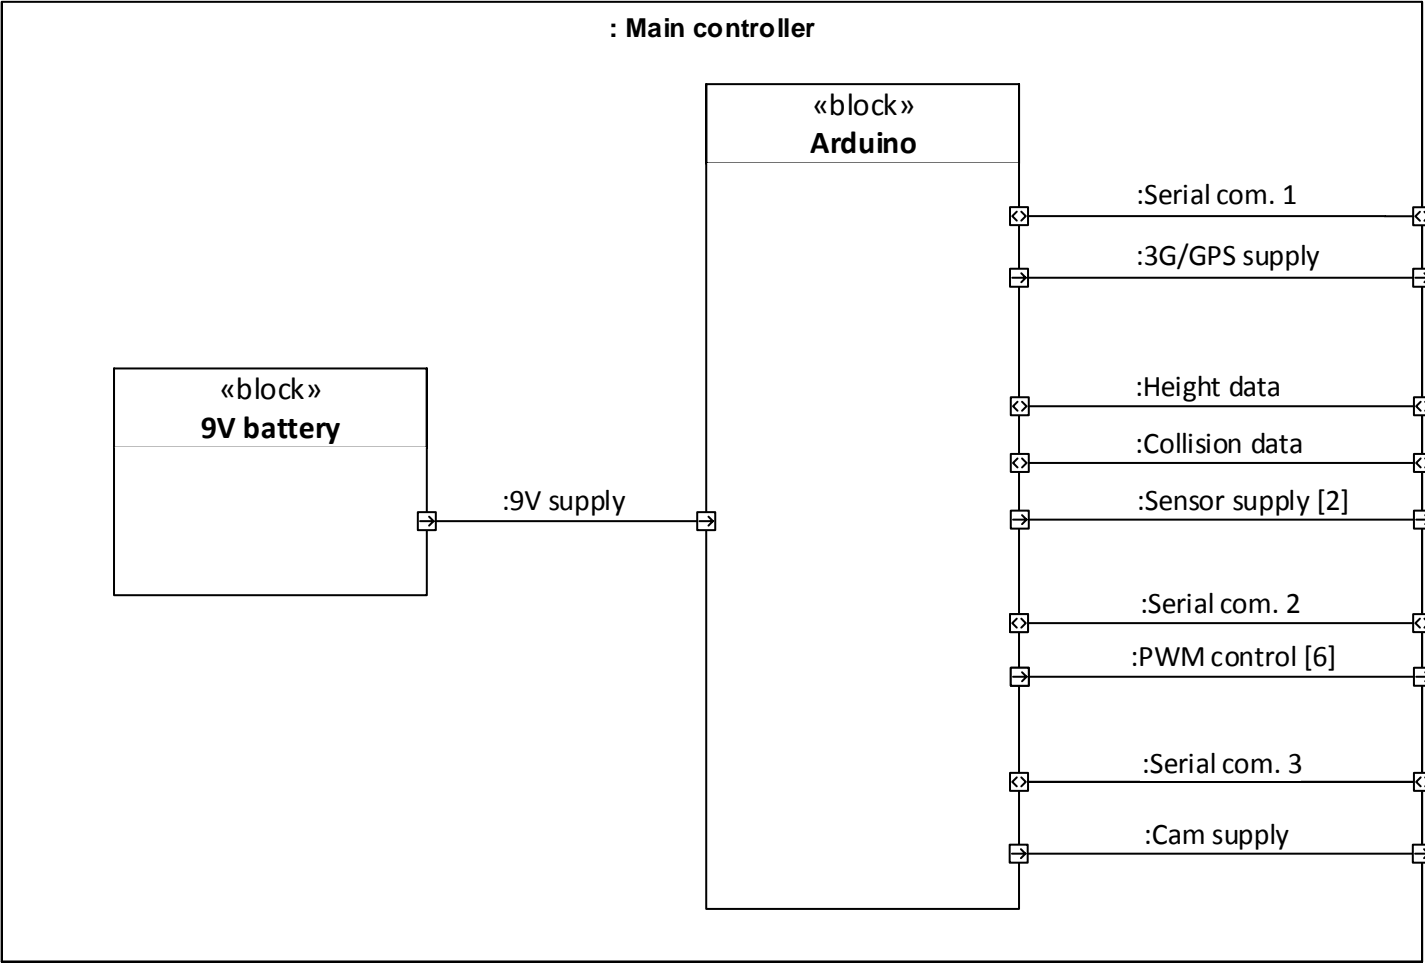 : Main controller
«block»
Arduino
:Serial com. 1
:3G/GPS supply
:Height data
«block»
9V battery
:Collision data
:9V supply
:Sensor supply [2]
:Serial com. 2
:PWM control [6]
:Serial com. 3
:Cam supply